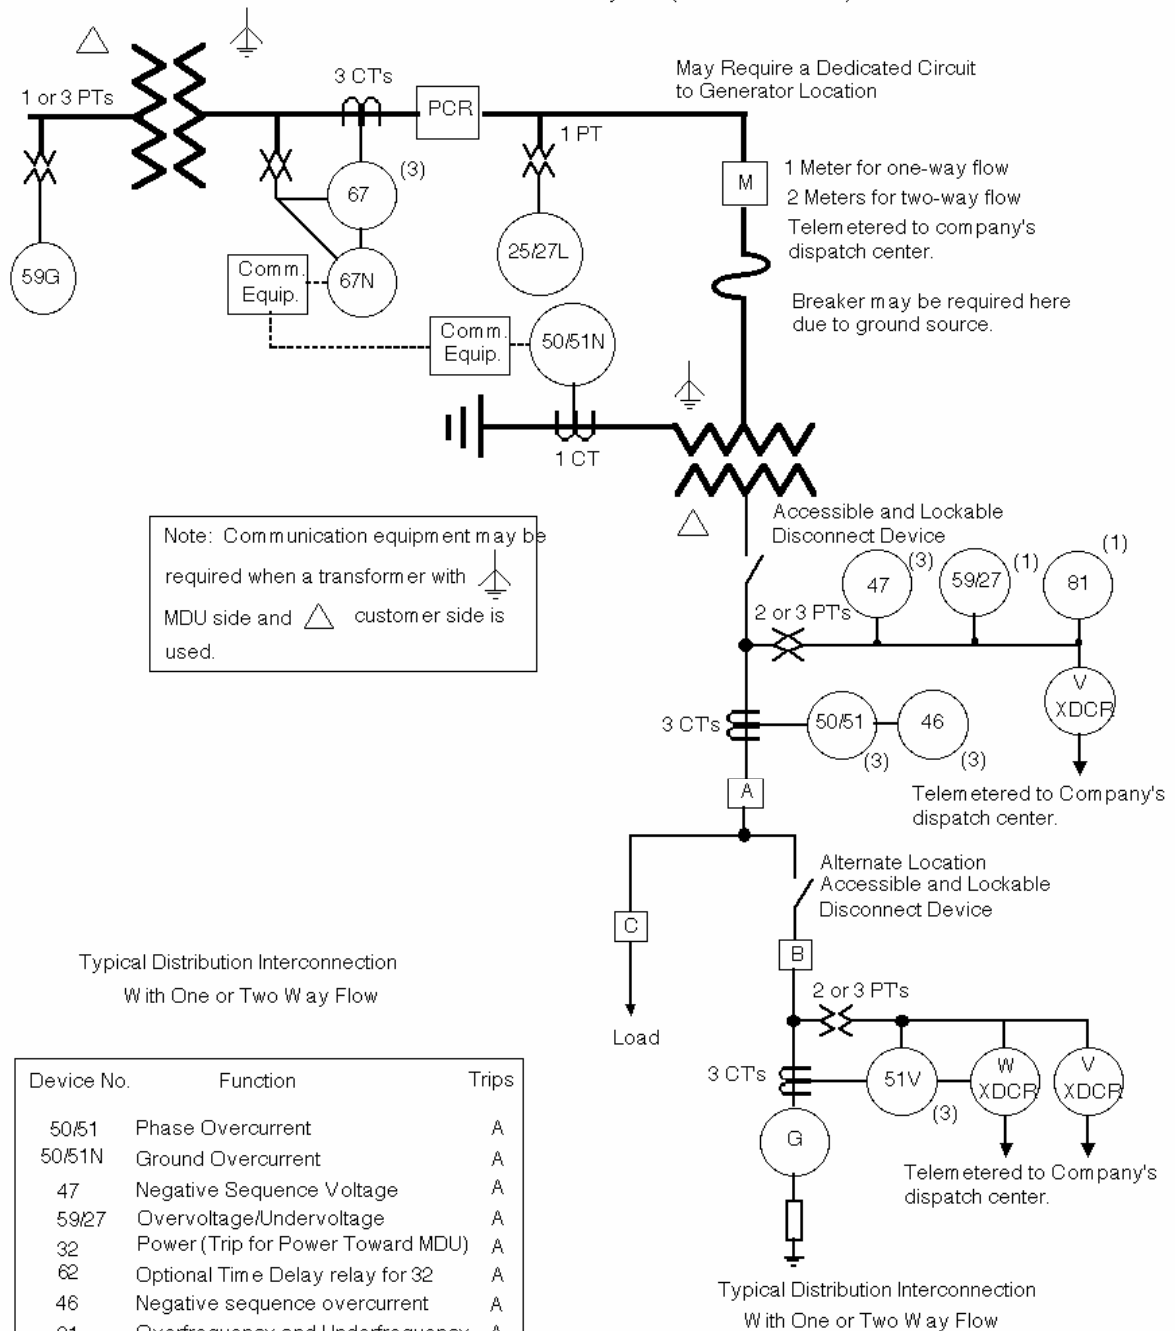 3 CT's
May Require a Dedicated Circuit
to Generator Location
1 or 3 PTs
PCR
1 PT
(3)
67
M
1 Meter for one-way flow
2 Meters for two-way flow
Telemetered to company's
dispatch center.
59G
Comm.
Equip.
67N
25/27L
Breaker may be required here
due to ground source.
Comm.
Equip.
50/51N
1 CT
Note: Communication equipment may be
required when a transformer with
MDU side and customer side is
used.
Accessible and Lockable
Disconnect Device
47
(3)
59/27
(1)
81
(1)
2 or 3 PT's
V
XDCR
3 CT's
50/51
(3)
46
(3)
Telemetered to Company's
dispatch center.
A
Alternate Location
Accessible and Lockable
Disconnect Device
C
B
Load
Typical Distribution Interconnection
With One or Two Way Flow
2 or 3 PT's
3 CT's
51V
(3)
W
XDCR
V
XDCR
G
Telemetered to Company's
dispatch center.
Device No. Function Trips
50/51 Phase Overcurrent A
50/51N Ground Overcurrent A
47 Negative Sequence Voltage A
59/27 Overvoltage/Undervoltage A
32 Power (Trip for Power Toward MDU) A
62 Optional Time Delay relay for 32 A
46 Negative sequence overcurrent A
Overfrequency and Underfrequency A
Typical Distribution Interconnection
With One or Two Way Flow